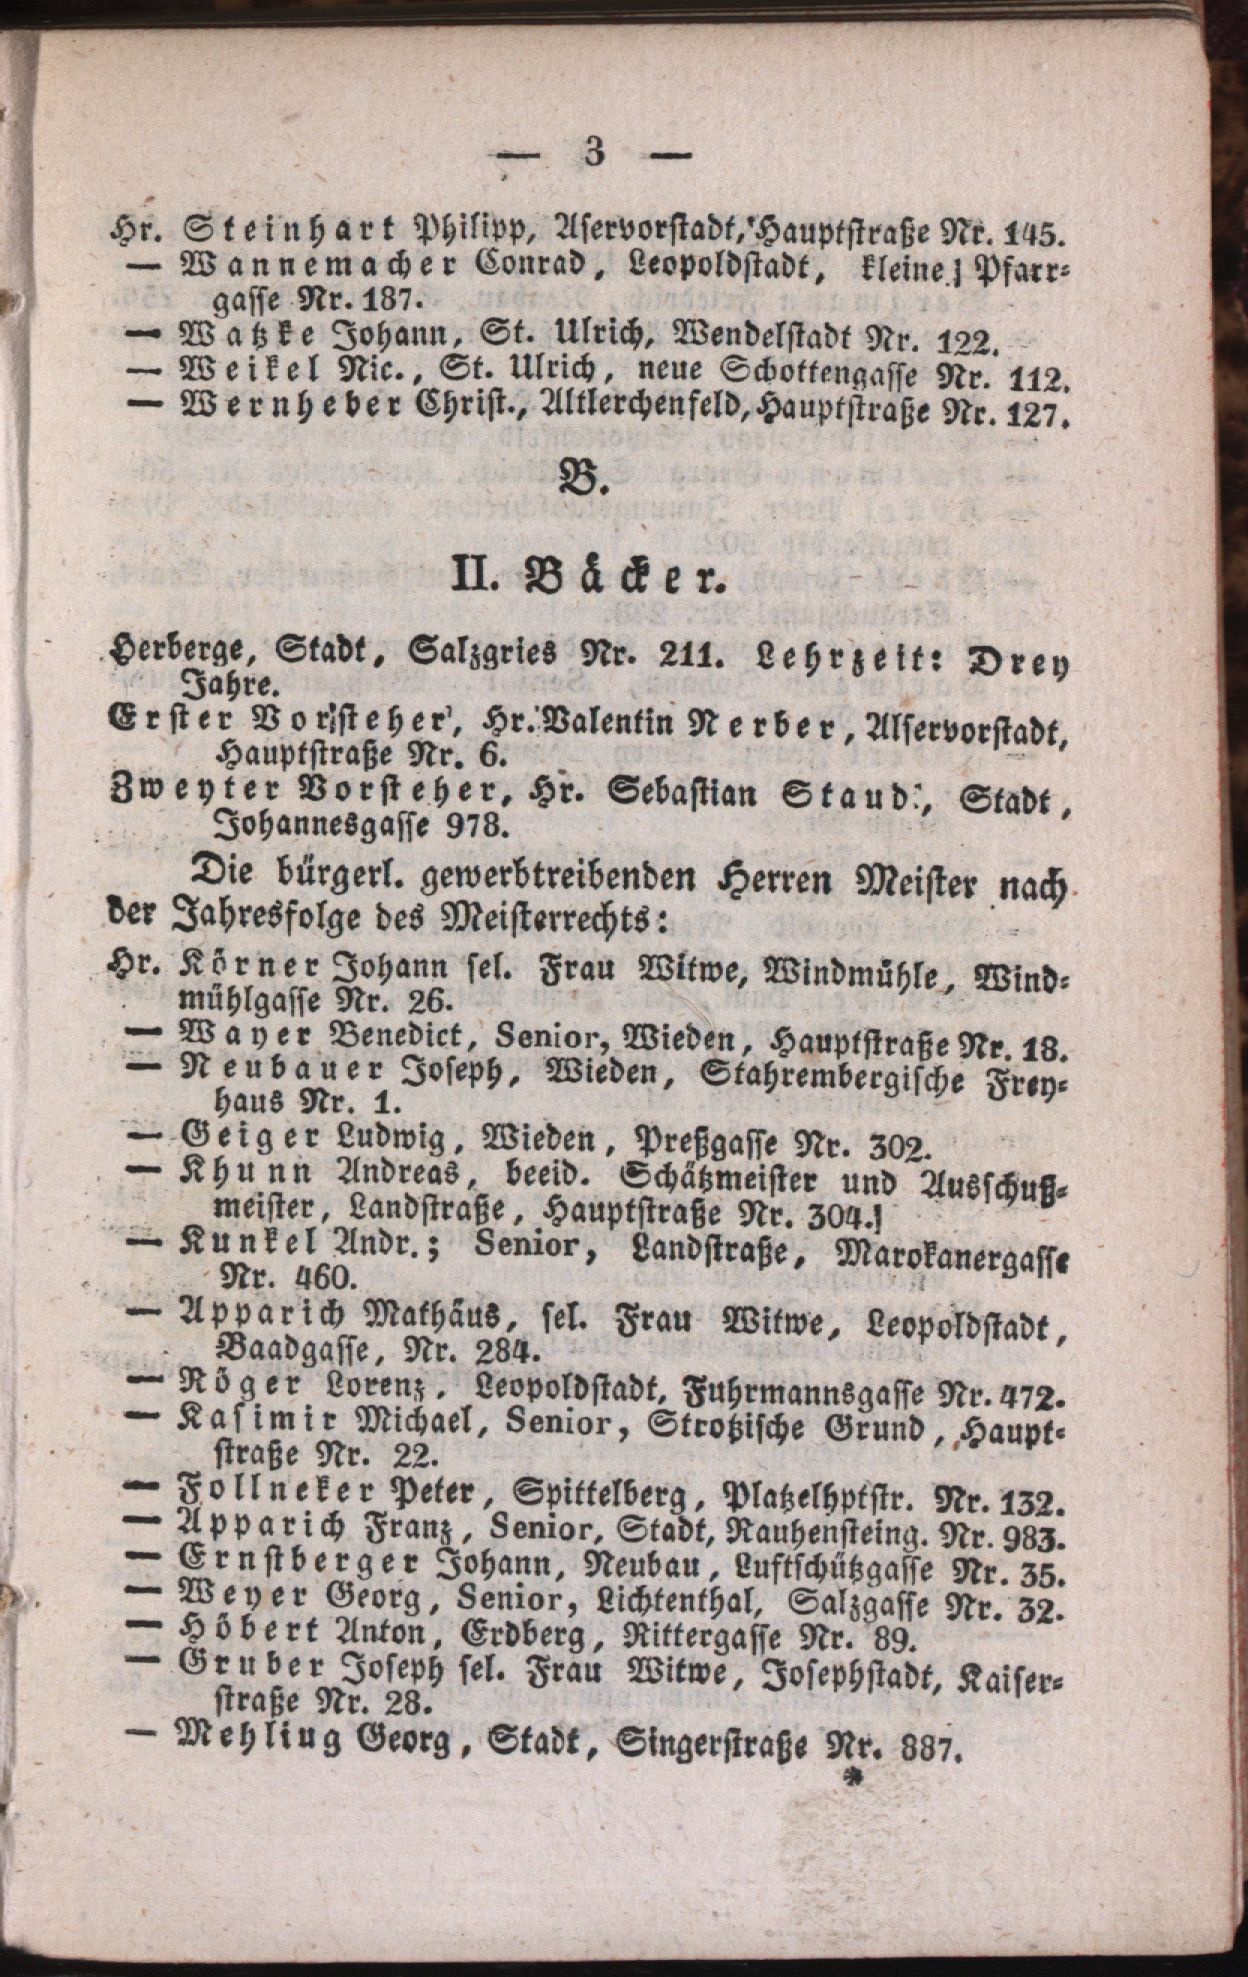 — 3 —
Hr. Steinhart Philipp, Aservorstadt, Hauptstraße Nr. 145.
— Wannemacher Conrad, Leopoldstadt, kleine Pfarr-
gasse Nr. 187.
— Watzke Johann, St. Ulrich, Wendelstadt Nr. 122.
— Weikel Nic., St. Ulrich, neue Schottengasse Nr. 112.
— Wernheber Christ., Altlerchenfeld, Hauptstraße Nr. 127.
B.
II. Bäcker.
Herberge, Stadt, Salzgries Nr. 211. Lehrzeit: Drey
Jahre.
Erster Vorsteher, Hr. Valentin Nerber, Alservorstadt,
Hauptstraße Nr. 6.
Zweyter Vorsteher, Hr. Sebastian Staud, Stadt,
Johannesgasse 978.
Die bürgerl. gewerbtreibenden Herren Meister nach
der Jahresfolge des Meisterrechts:
Hr. Körner Johann sel. Frau Witwe, Windmühle, Wind-
mühlgasse Nr. 26.
— Wayer Benedict, Senior, Wieden, Hauptstraße Nr. 18.
— Neubauer Joseph, Wieden, Stahrembergische Frey-
haus Nr. 1.
— Geiger Ludwig, Wieden, Preßgasse Nr. 302.
— Khunn Andreas, beeid. Schätzmeister und Ausschuß-
meister, Landstraße, Hauptstraße Nr. 304.
— Kunkel Andr.; Senior, Landstraße, Marokanergasse
Nr. 460.
— Apparich Mathäus, sel. Frau Witwe, Leopoldstadt,
Baadgasse, Nr. 284.
— Röger Lorenz, Leopoldstadt, Fuhrmannsgasse Nr. 472.
— Kasimir Michael, Senior, Strotzische Grund, Haupt-
straße Nr. 22.
— Follneker Peter, Spittelberg, Platzelhptstr. Nr. 132.
— Apparich Franz, Senior, Stadt, Rauhensteing. Nr. 983.
— Ernstberger Johann, Neubau, Luftschützgasse Nr. 35.
— Weyer Georg, Senior, Lichtenthal, Salzgasse Nr. 32.
— Höbert Anton, Erdberg, Rittergasse Nr. 89.
— Gruber Joseph sel. Frau Witwe, Josephstadt, Kaiser-
straße Nr. 28.
— Mehling Georg, Stadt, Singerstraße Nr. 887.
*